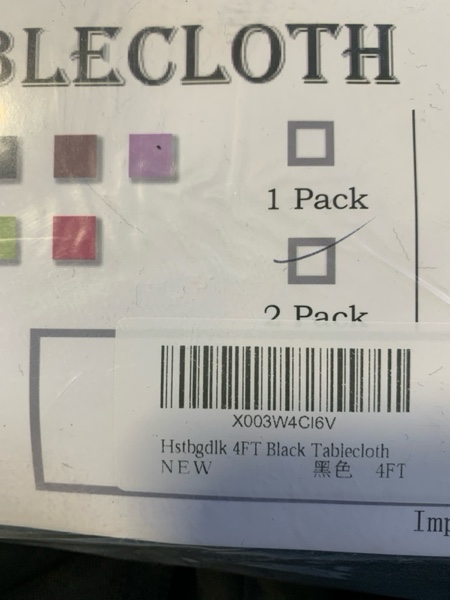 BLECLOTH
1 Pack
2 Pack
X003W4CI6V
Hstbgdlk 4FT Black Tablecloth
NEW 黑色 4FT
Imp